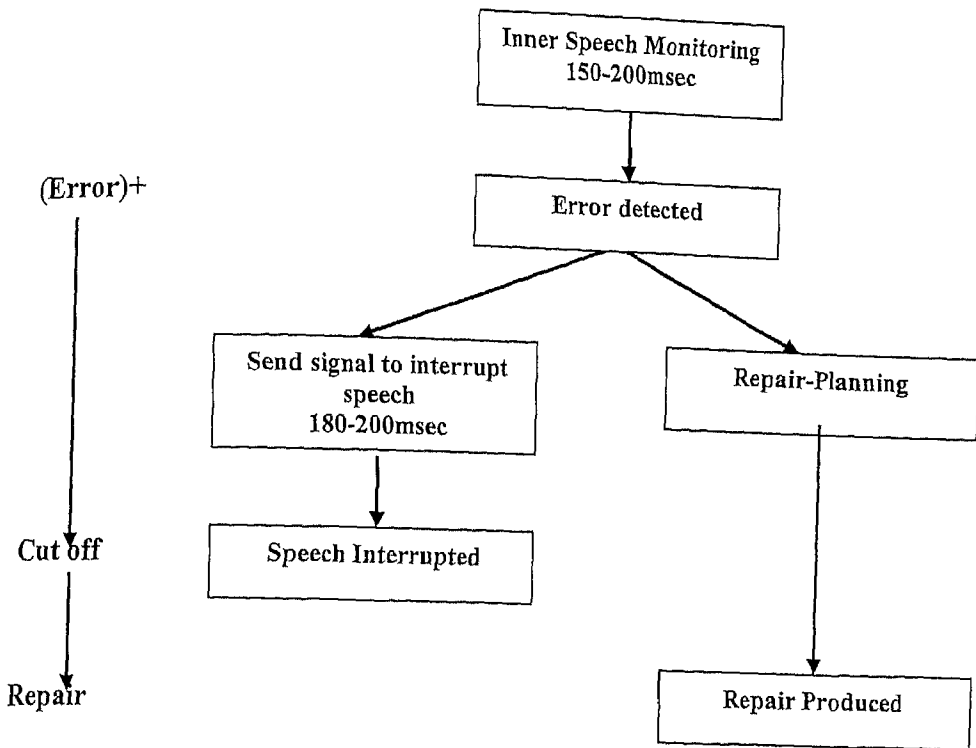 Inner Speech Monitoring
150-200msec
(Error)+
Error detected
Send signal to interrupt
speech
180-200msec
Repair-Planning
Cut off
Speech Interrupted
Repair
Repair Produced